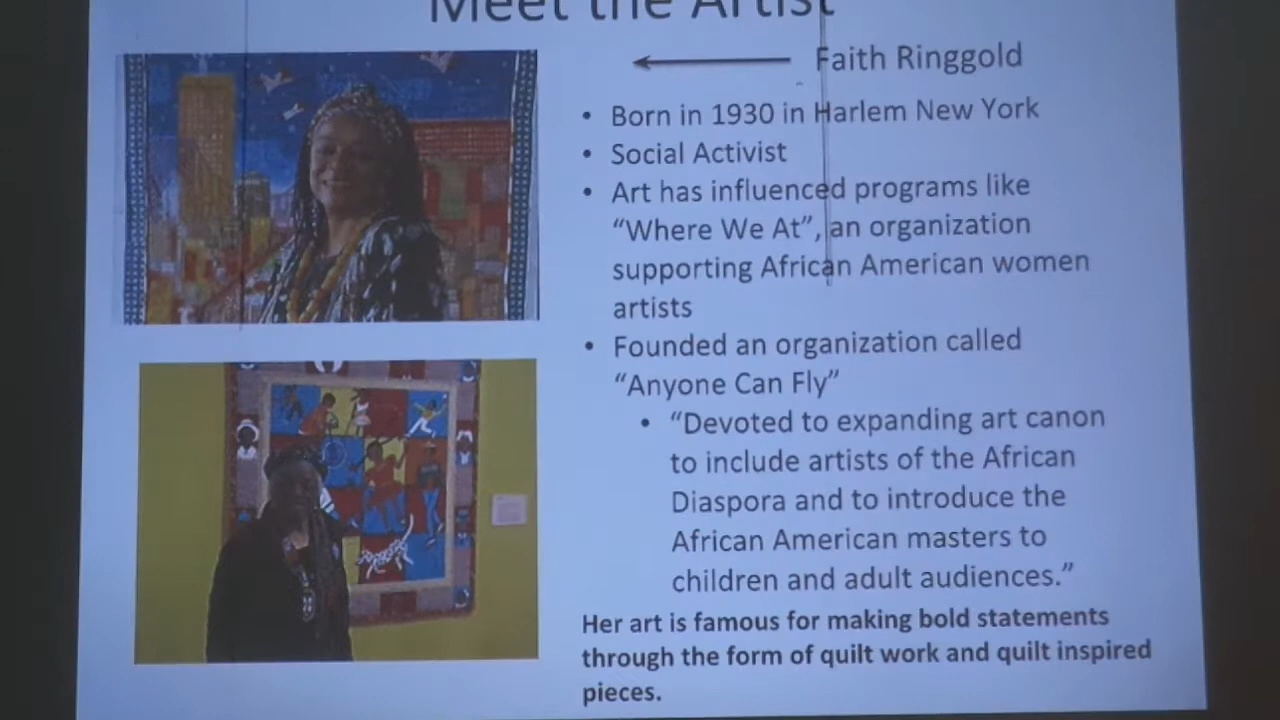 Meet the Artist
Faith Ringgold
• Born in 1930 in Harlem New York
• Social Activist
• Art has influenced programs like
“Where We At”, an organization
supporting African American women
artists
• Founded an organization called
“Anyone Can Fly”
• “Devoted to expanding art canon
to include artists of the African
Diaspora and to introduce the
African American masters to
children and adult audiences.”
Her art is famous for making bold statements
through the form of quilt work and quilt inspired
pieces.